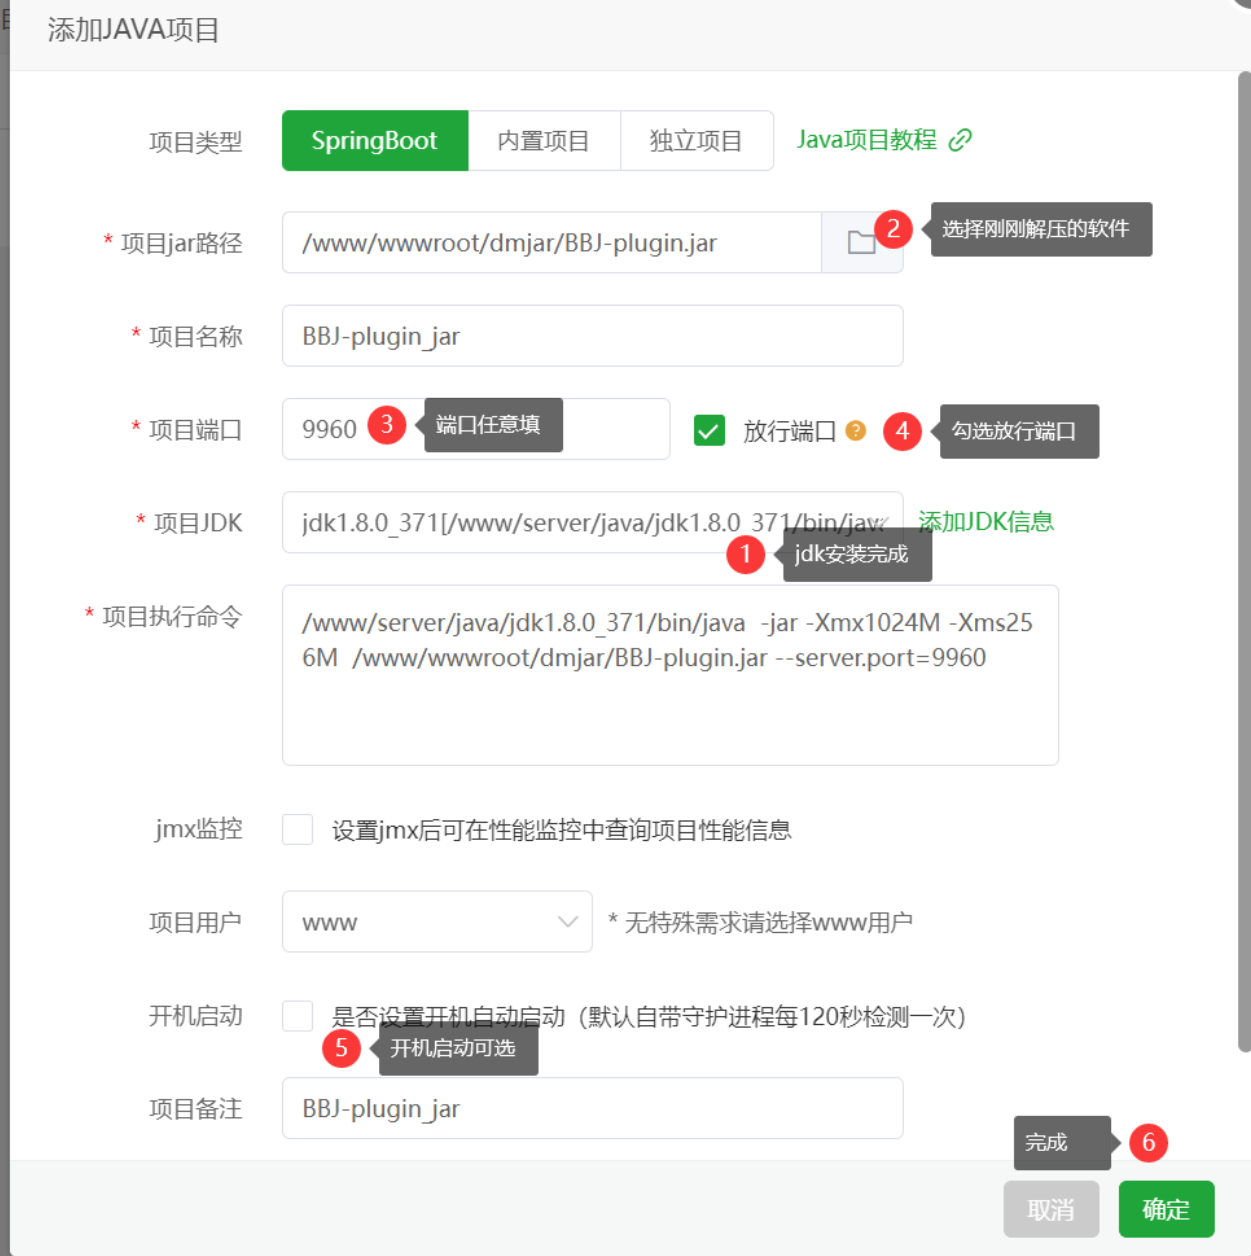 添加JAVA项目
项目类型
SpringBoot
内置项目
独立项目
Java项目教程
* 项目jar路径
/www/wwwroot/dmjar/BBJ-plugin.jar
2
选择刚刚解压的软件
* 项目名称
BBJ-plugin_jar
* 项目端口
9960
3
端口任意填
放行端口
?
4
勾选放行端口
* 项目JDK
jdk1.8.0_371[/www/server/java/jdk1.8.0_371/bin/java
添加JDK信息
1
jdk安装完成
* 项目执行命令
/www/server/java/jdk1.8.0_371/bin/java  -jar -Xmx1024M -Xms25
6M  /www/wwwroot/dmjar/BBJ-plugin.jar --server.port=9960
jmx监控
设置jmx后可在性能监控中查询项目性能信息
项目用户
www
* 无特殊需求请选择www用户
开机启动
是否设置开机自动启动（默认自带守护进程每120秒检测一次）
5
开机启动可选
项目备注
BBJ-plugin_jar
完成
6
取消
确定